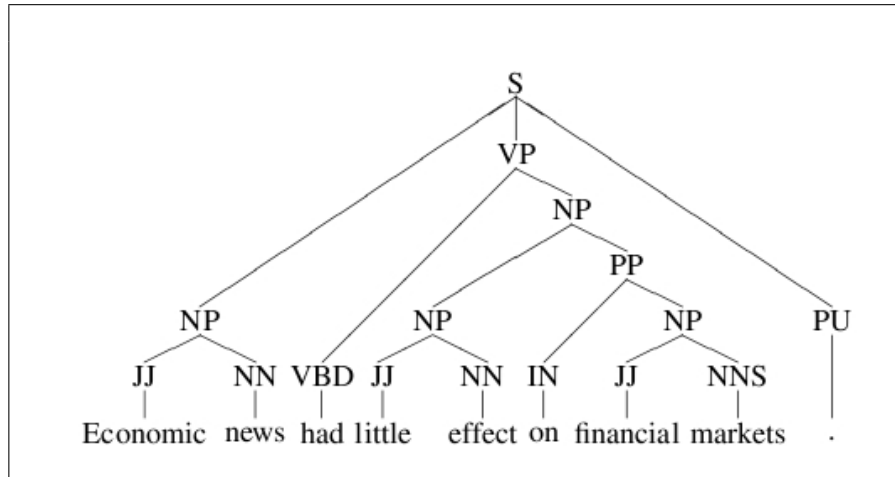 S
VP
NP
PP
NP NP NP PU
JJ NN VBD JJ NN IN JJ NNS
Economic news had little effect on financial markets .